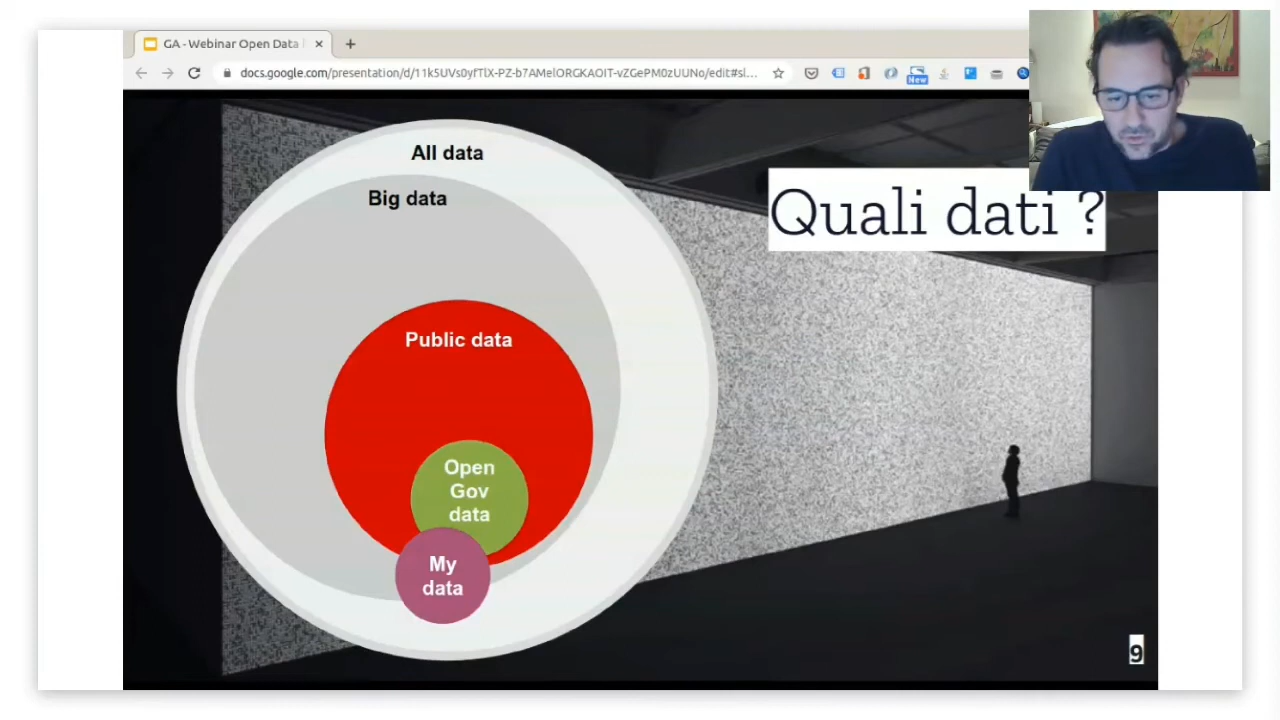 GA - Webinar Open Data
docs.google.com/presentation/d/11k5UVs0yfTlX-PZ-b7AMelORGKAOIT-vZGePM0zUUNo/edit#sl...
New
All data
Big data
Quali dati ?
Public data
Open
Gov
data
My
data
9